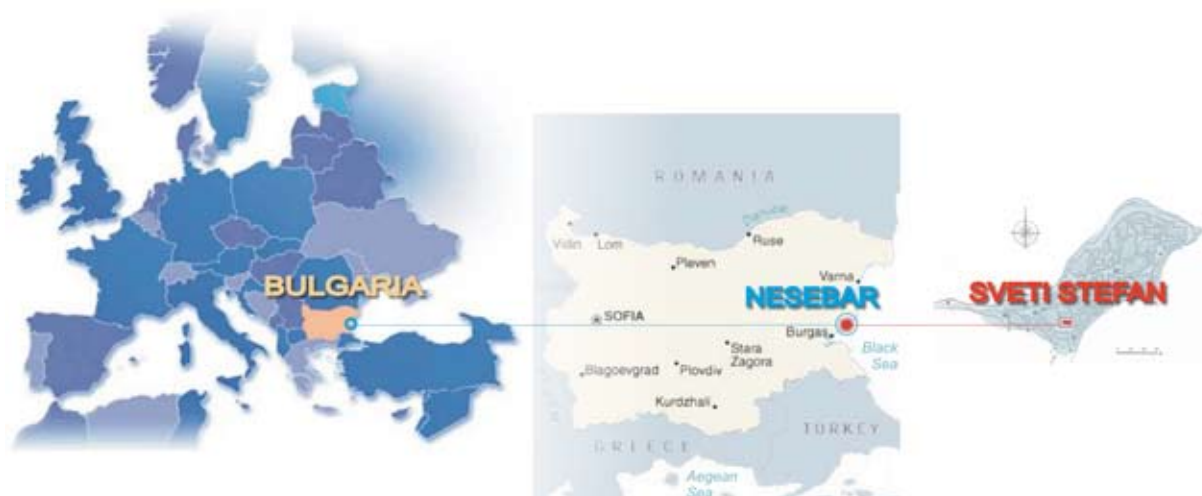 BULGARIA
ROMANIA
Danube
Vidin
Lom
Ruse
Pleven
Varna
NESEBAR
SOFIA
Burgas
Black
Sea
Stara
Zagora
Blagoevgrad
Plovdiv
Kurdzhali
GREECE
TURKEY
Aegean
Sea
SVETI STEFAN